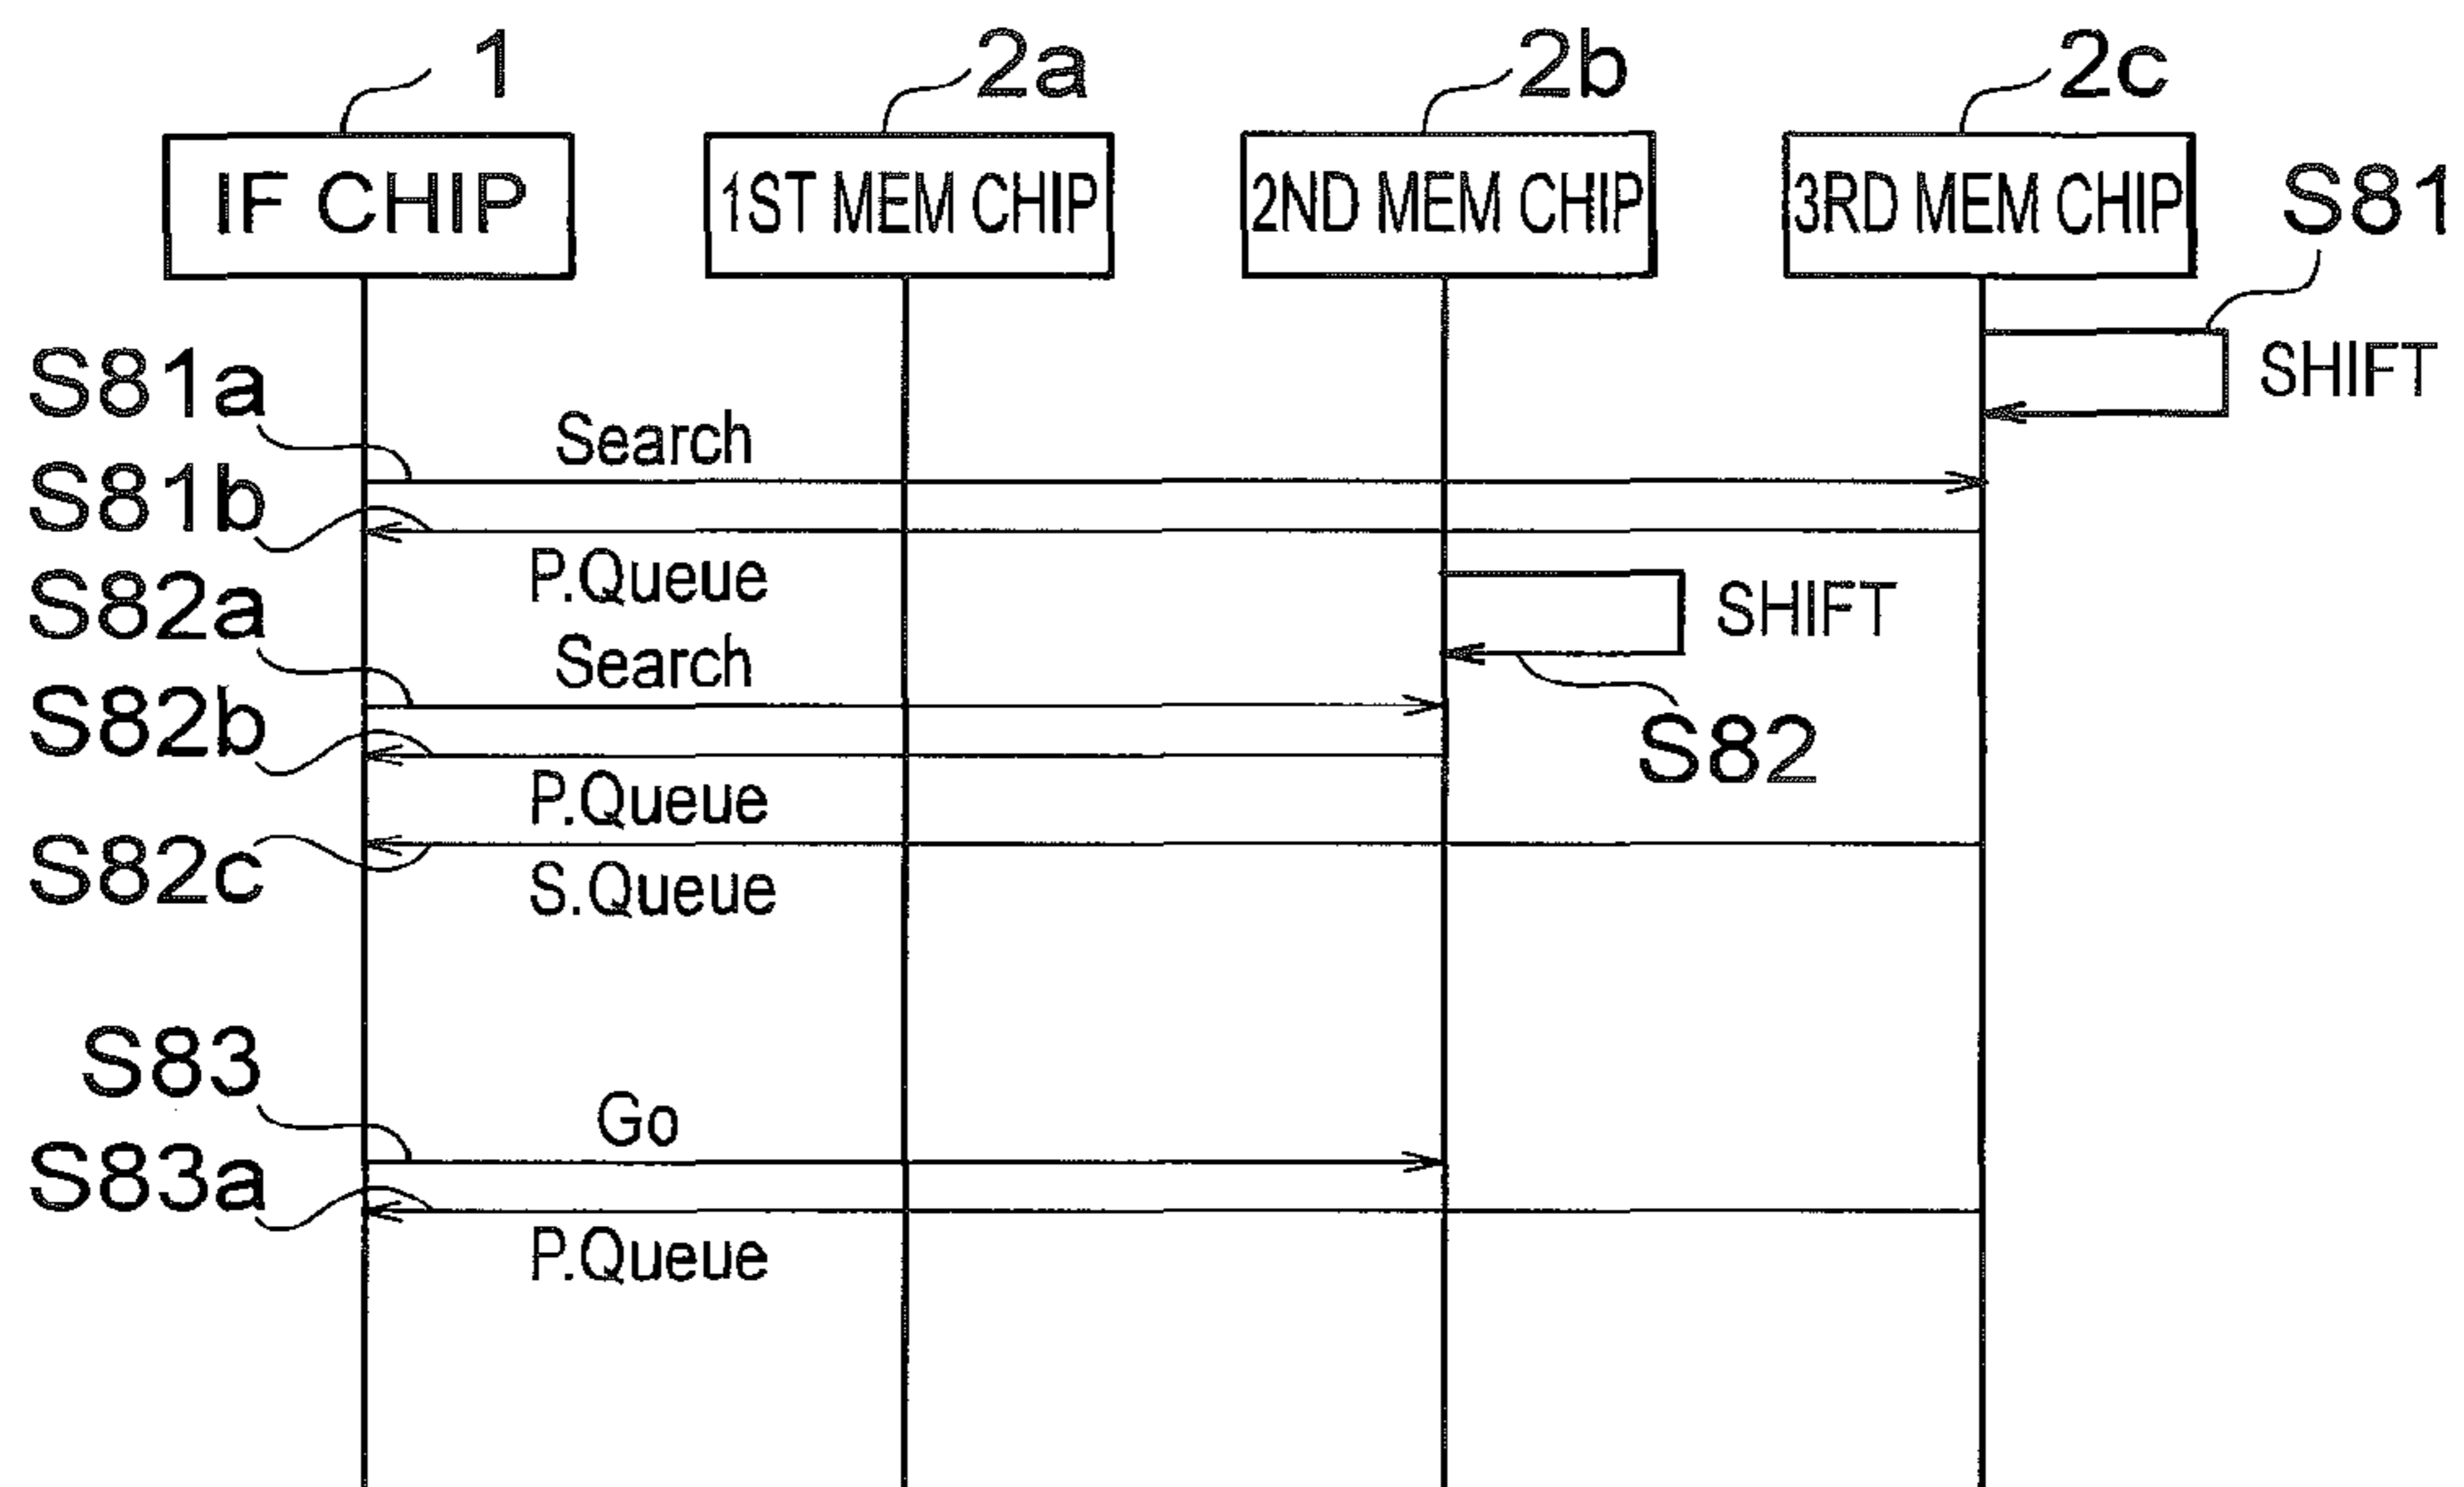 1
2a
2b
2c
IF CHIP
1ST MEM CHIP
2ND MEM CHIP
3RD MEM CHIP
S81
SHIFT
S81a
Search
S81b
P.Queue
S82a
SHIFT
Search
S82b
S82
P.Queue
S82c
S.Queue
S83
Go
S83a
P.Queue